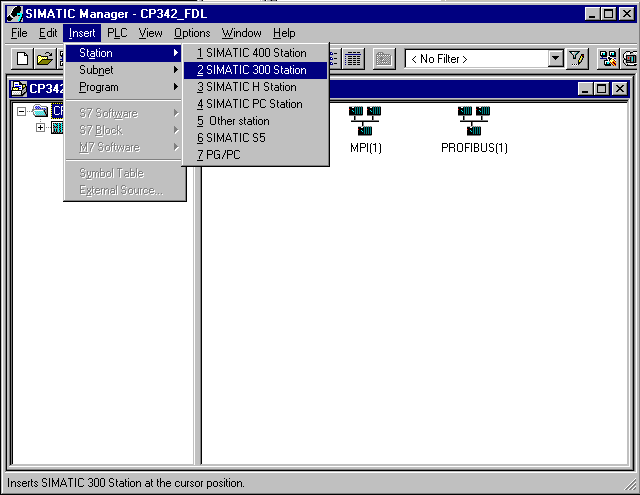 SIMATIC Manager - CP342_FDL
File Edit Insert PLC View Options Window Help
< No Filter >
CP342
CP
Station
Subnet
Program
S7 Software
S7 Block
M7 Software
Symbol Table
External Source...
1 SIMATIC 400 Station
2 SIMATIC 300 Station
3 SIMATIC H Station
4 SIMATIC PC Station
5 Other station
6 SIMATIC S5
7 PG/PC
MPI(1) PROFIBUS(1)
Inserts SIMATIC 300 Station at the cursor position.